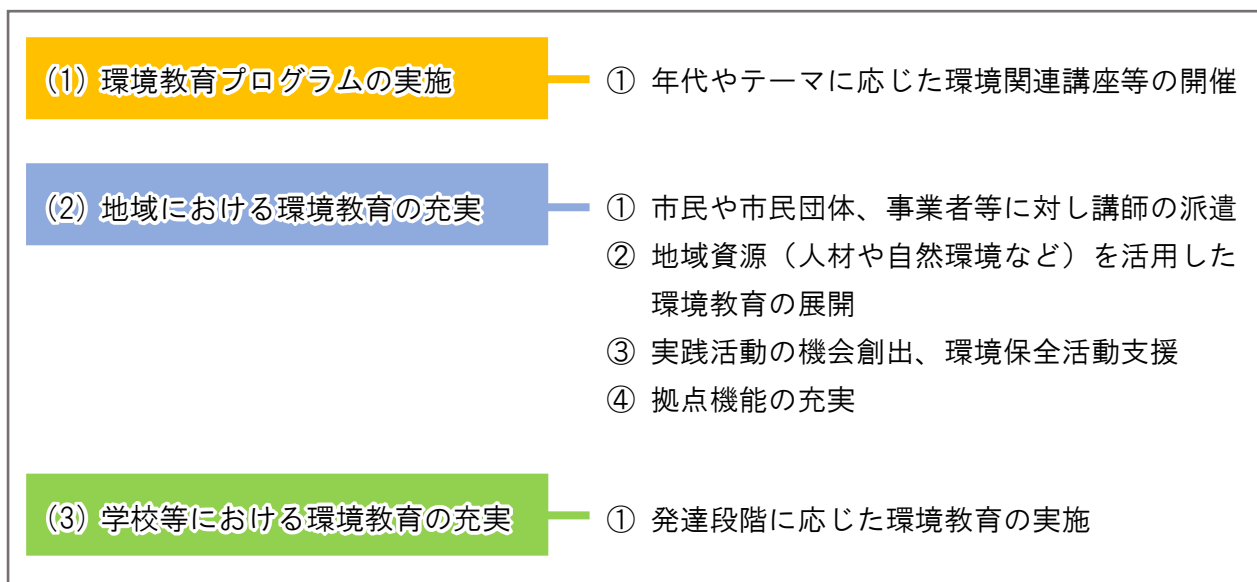 (1) 環境教育プログラムの実施
① 年代やテーマに応じた環境関連講座等の開催
(2) 地域における環境教育の充実
① 市民や市民団体、事業者等に対し講師の派遣
② 地域資源（人材や自然環境など）を活用した
環境教育の展開
③ 実践活動の機会創出、環境保全活動支援
④ 拠点機能の充実
(3) 学校等における環境教育の充実
① 発達段階に応じた環境教育の実施